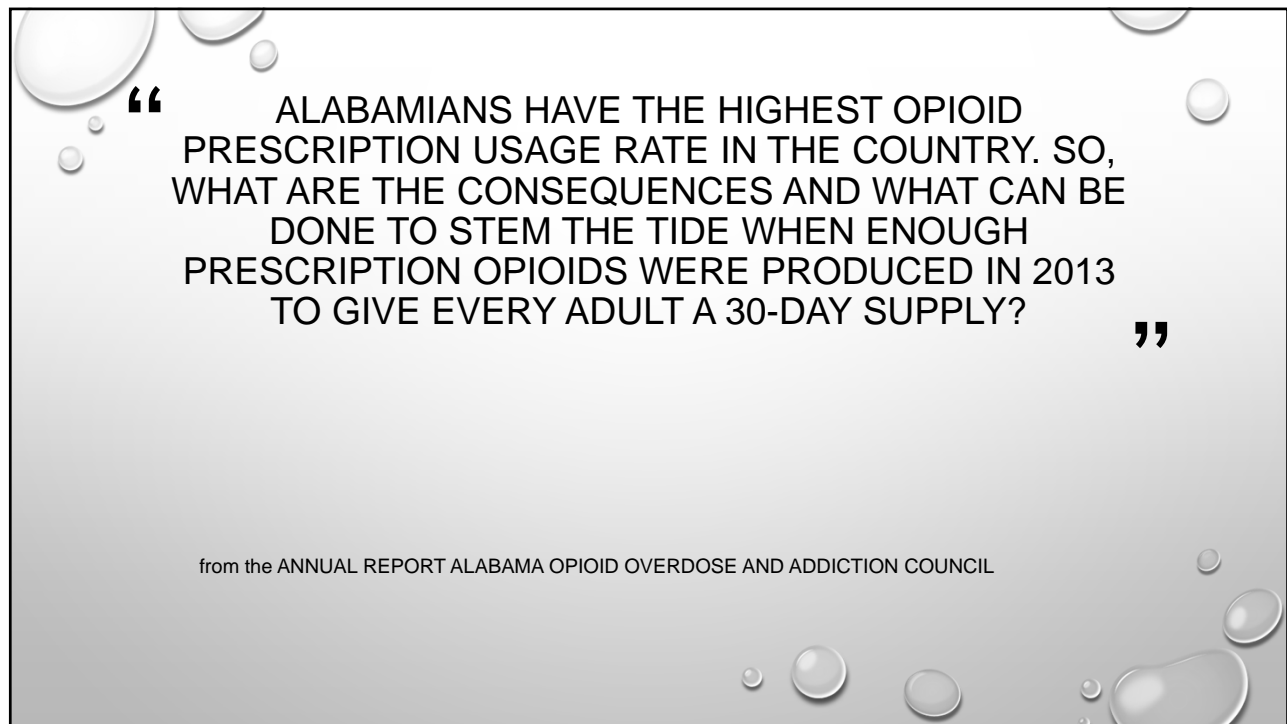 “ ALABAMIANS HAVE THE HIGHEST OPIOID
PRESCRIPTION USAGE RATE IN THE COUNTRY. SO,
WHAT ARE THE CONSEQUENCES AND WHAT CAN BE
DONE TO STEM THE TIDE WHEN ENOUGH
PRESCRIPTION OPIOIDS WERE PRODUCED IN 2013
TO GIVE EVERY ADULT A 30-DAY SUPPLY?
”
from the ANNUAL REPORT ALABAMA OPIOID OVERDOSE AND ADDICTION COUNCIL